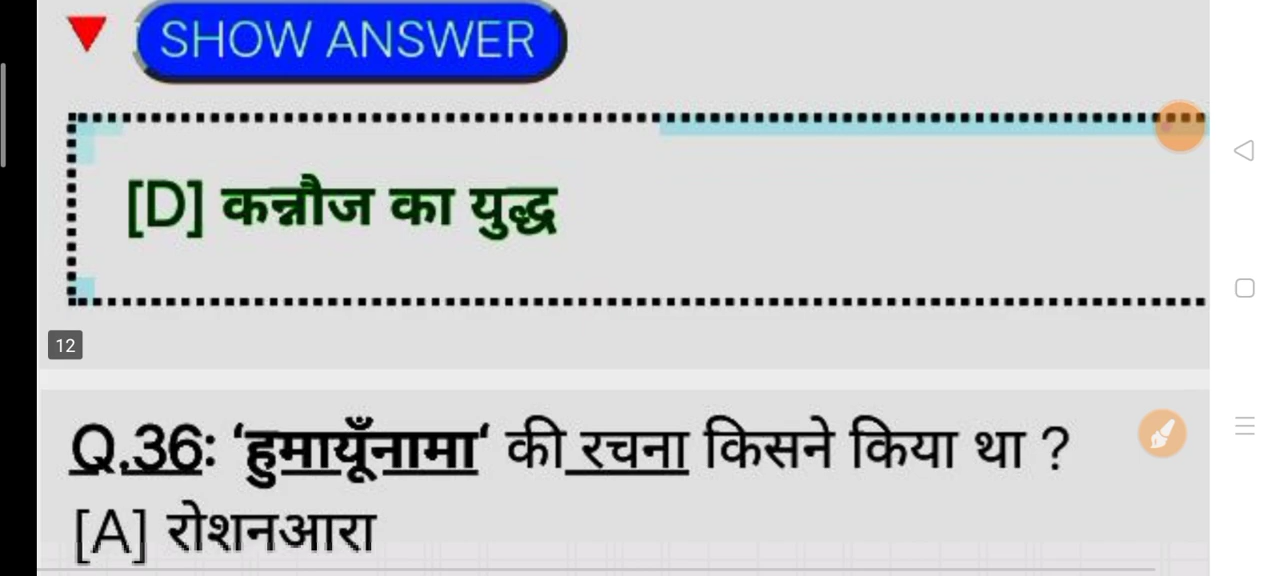 SHOW ANSWER
[D] कन्नौज का युद्ध
12
Q.36: ‘हुमायूँनामा‘ की रचना किसने किया था ?
[A] रोशनआरा